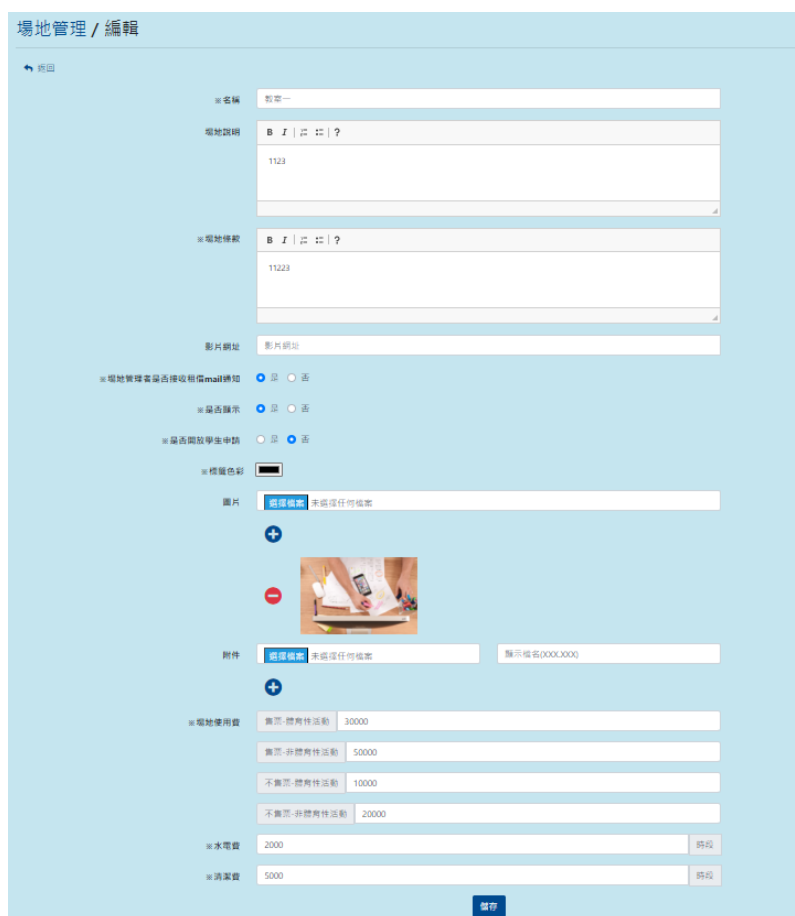 場地管理 / 編輯
返回
※名稱 教室一
場地說明 B I ?
1123
※場地條款 B I ?
11223
影片網址 影片網址
※場地管理者是否接收租借mail通知 是 否
※是否顯示 是 否
※是否開放學生申請 是 否
※標籤色彩
圖片 選擇檔案 未選擇任何檔案
附件 選擇檔案 未選擇任何檔案 顯示檔名(XXX.XXX)
※場地使用費 售票-體育性活動 30000
售票-非體育性活動 50000
不售票-體育性活動 10000
不售票-非體育性活動 20000
※水電費 2000 時段
※清潔費 5000 時段
儲存